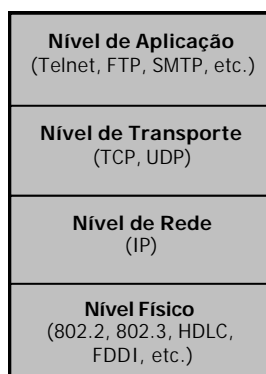 Nível de Aplicação
(Telnet, FTP, SMTP, etc.)
Nível de Transporte
(TCP, UDP)
Nível de Rede
(IP)
Nível Físico
(802.2, 802.3, HDLC,
FDDI, etc.)